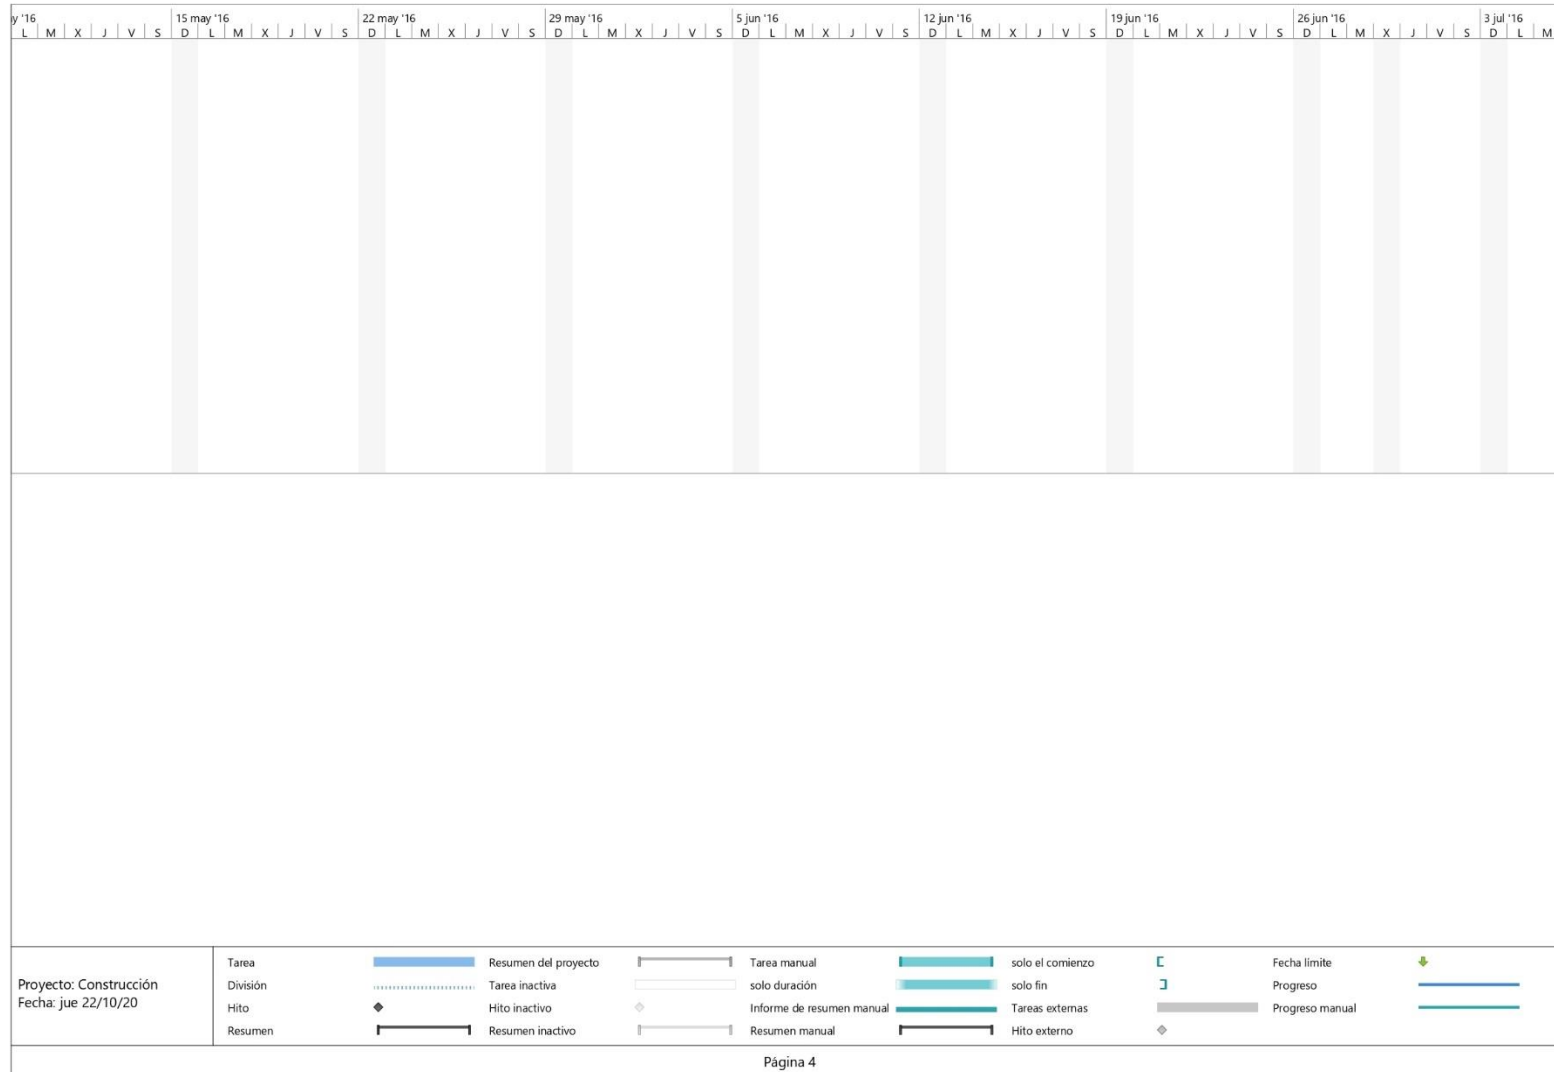 y '16 15 may '16 22 may '16 29 may '16 5 jun '16 12 jun '16 19 jun '16 26 jun '16 3 jul '16
L M X J V S D L M X J V S D L M X J V S D L M X J V S D L M X J V S D L M X J V S D L M X J V S D L M X J V S D L M
Tarea Resumen del proyecto Tarea manual solo el comienzo Fecha límite
División Tarea inactiva solo duración solo fin Progreso
Hito Hito inactivo Informe de resumen manual Tareas externas Progreso manual
Resumen Resumen inactivo Resumen manual Hito externo
Proyecto: Construcción
Fecha: jue 22/10/20
Página 4